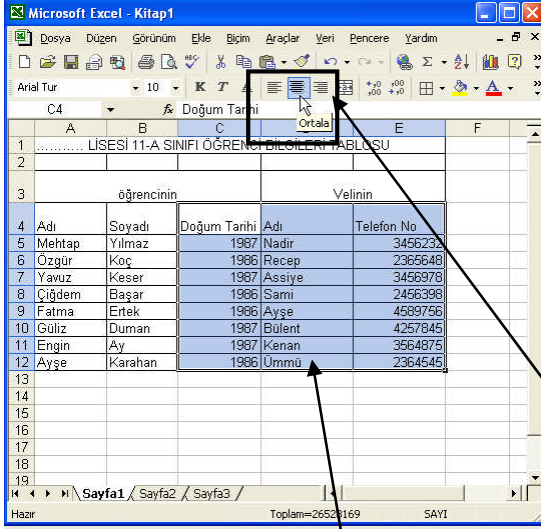 Microsoft Excel - Kitap1
Dosya Düzen Görünüm Ekle Biçim Araçlar Veri Pencere Yardım
Arial Tur 10 K T A
C4 fx Doğum Tarihi
Ortala
A B C E F
1 ........... LİSESİ 11-A SINIFI ÖĞRENCİ BİLGİLERİ TABLOSU
2
3 öğrencinin Velinin
4 Adı Soyadı Doğum Tarihi Adı Telefon No
5 Mehtap Yılmaz 1987 Nadir 3456232
6 Özgür Koç 1986 Recep 2365648
7 Yavuz Keser 1987 Assiye 3456978
8 Çiğdem Başar 1986 Sami 2456398
9 Fatma Ertek 1986 Ayşe 4589756
10 Güliz Duman 1987 Bülent 4257845
11 Engin Ay 1987 Kenan 3564875
12 Ayşe Karahan 1986 Ümmü 2364545
13
14
15
16
17
18
19
Sayfa1 Sayfa2 Sayfa3
Hazır Toplam=26528169 SAYI